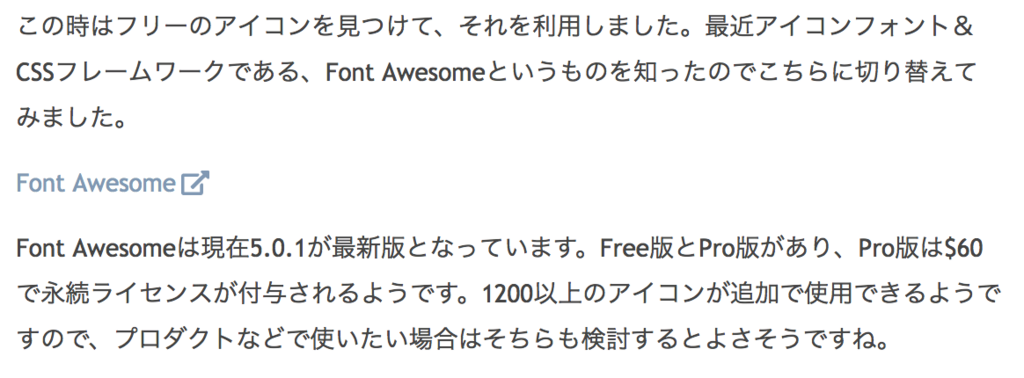 この時はフリーのアイコンを見つけて、それを利用しました。最近アイコンフォント＆
CSSフレームワークである、Font Awesomeというものを知ったのでこちらに切り替えて
みました。
Font Awesome
Font Awesomeは現在5.0.1が最新版となっています。Free版とPro版があり、Pro版は$60
で永続ライセンスが付与されるようです。1200以上のアイコンが追加で使用できるようで
すので、プロダクトなどで使いたい場合はそちらも検討するとよさそうですね。